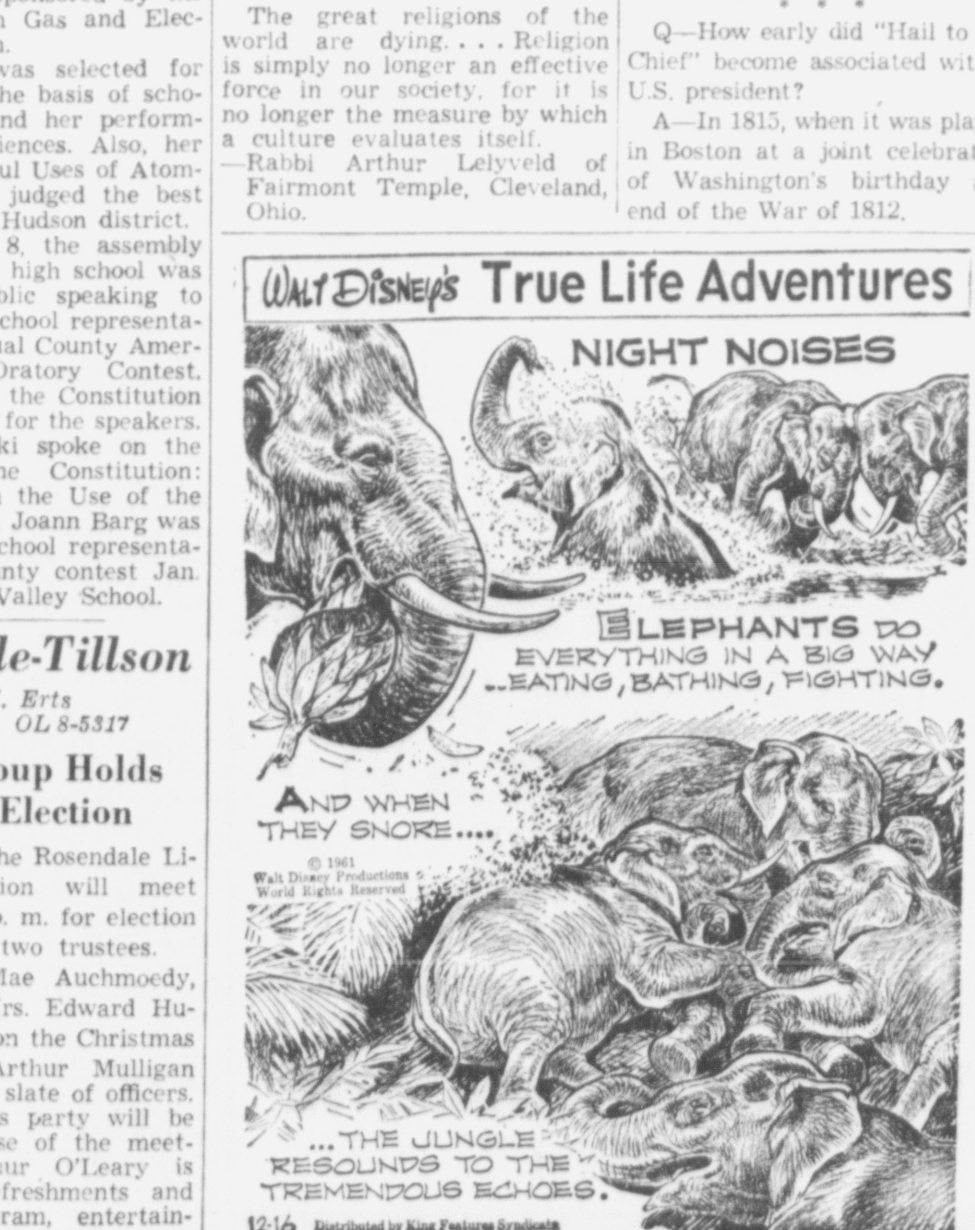 n Gas and Elec-
was selected for
he basis of scho-
nd her perform-
iences. Also, her
ul Uses of Atom-
judged the best
Hudson district.
8, the assembly
high school was
blic speaking to
chool representa-
ual County Amer-
Oratory Contest,
the Constitution
for the speakers.
ki spoke on the
he Constitution:
the Use of the
Joann Barg was
chool representa-
nty contest Jan.
Valley School.
le-Tillson
. Erts
OL 8-5317
oup Holds
Election
he Rosendale Li-
ion will meet
p. m. for election
two trustees.
Mae Auchmoedy,
rs. Edward Hu-
on the Christmas
Arthur Mulligan
slate of officers.
s party will be
se of the meet-
ur O'Leary is
freshments and
ram, entertain-
The great religions of the
world are dying. . . . Religion
is simply no longer an effective
force in our society, for it is
no longer the measure by which
a culture evaluates itself.
—Rabbi Arthur Lelyveld of
Fairmont Temple, Cleveland,
Ohio.
* * *
Q—How early did "Hail to
Chief" become associated wit
U.S. president?
A—In 1815, when it was pla
in Boston at a joint celebrat
of Washington's birthday
end of the War of 1812.
WALT DISNEY'S True Life Adventures
NIGHT NOISES
ELEPHANTS DO
EVERYTHING IN A BIG WAY
...EATING, BATHING, FIGHTING.
AND WHEN
THEY SNORE....
© 1961
Walt Disney Productions
World Rights Reserved
...THE JUNGLE
RESOUNDS TO THE
TREMENDOUS ECHOES.
12-16 Distributed by King Features Syndicate